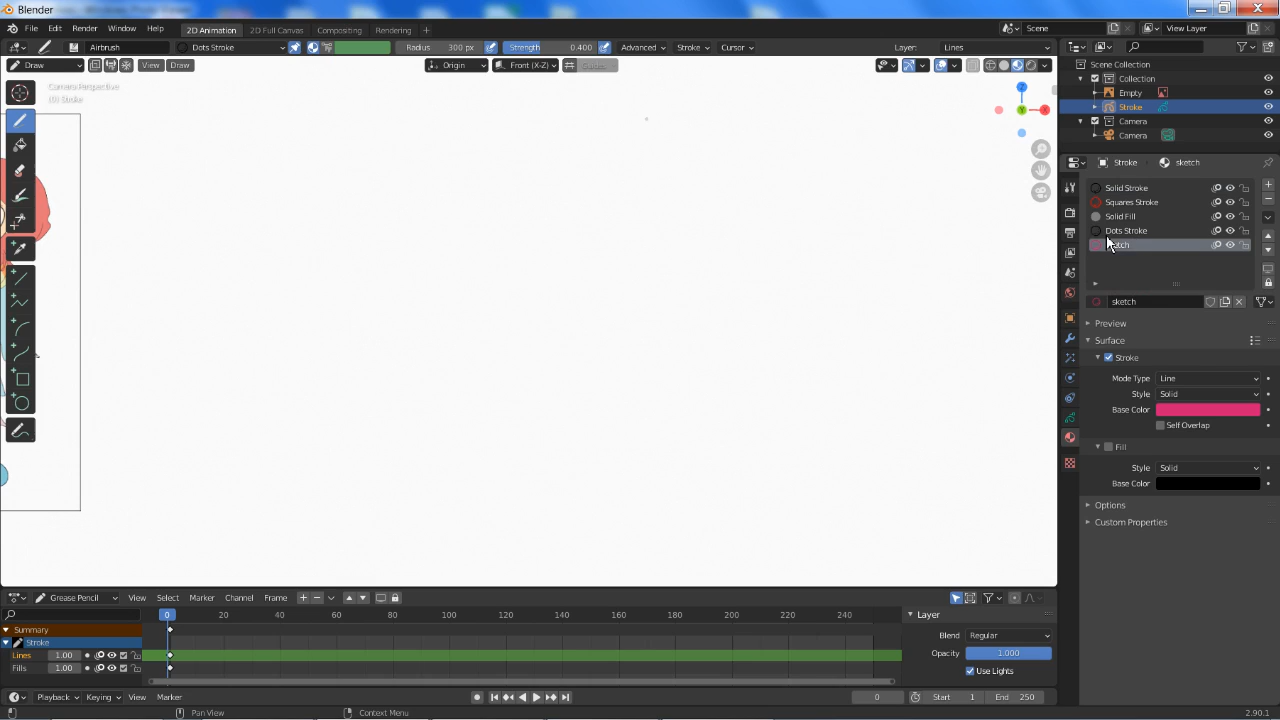 Blender
File Edit Render Window Help 2D Animation 2D Full Canvas Compositing Rendering + Scene View Layer
Airbrush Dots Stroke Radius 300 px Strength 0.400 Advanced Stroke Cursor Layer: Lines
Draw View Draw Origin Front (X-Z) Guides
Camera Perspective
(0) Stroke
Z
Y
X
Scene Collection
Collection
Empty
Stroke
Camera
Camera
Stroke sketch
Solid Stroke
Squares Stroke
Solid Fill
Dots Stroke
sketch
Preview
Surface
Stroke
Mode Type Line
Style Solid
Base Color
Self Overlap
Fill
Style Solid
Base Color
Options
Custom Properties
Grease Pencil View Select Marker Channel Frame
0 20 40 60 80 100 120 140 160 180 200 220 240
Summary
Stroke
Lines 1.00
Fills 1.00
Layer
Blend Regular
Opacity 1.000
Use Lights
Playback Keying View Marker 0 Start 1 End 250
Pan View Context Menu 2.90.1